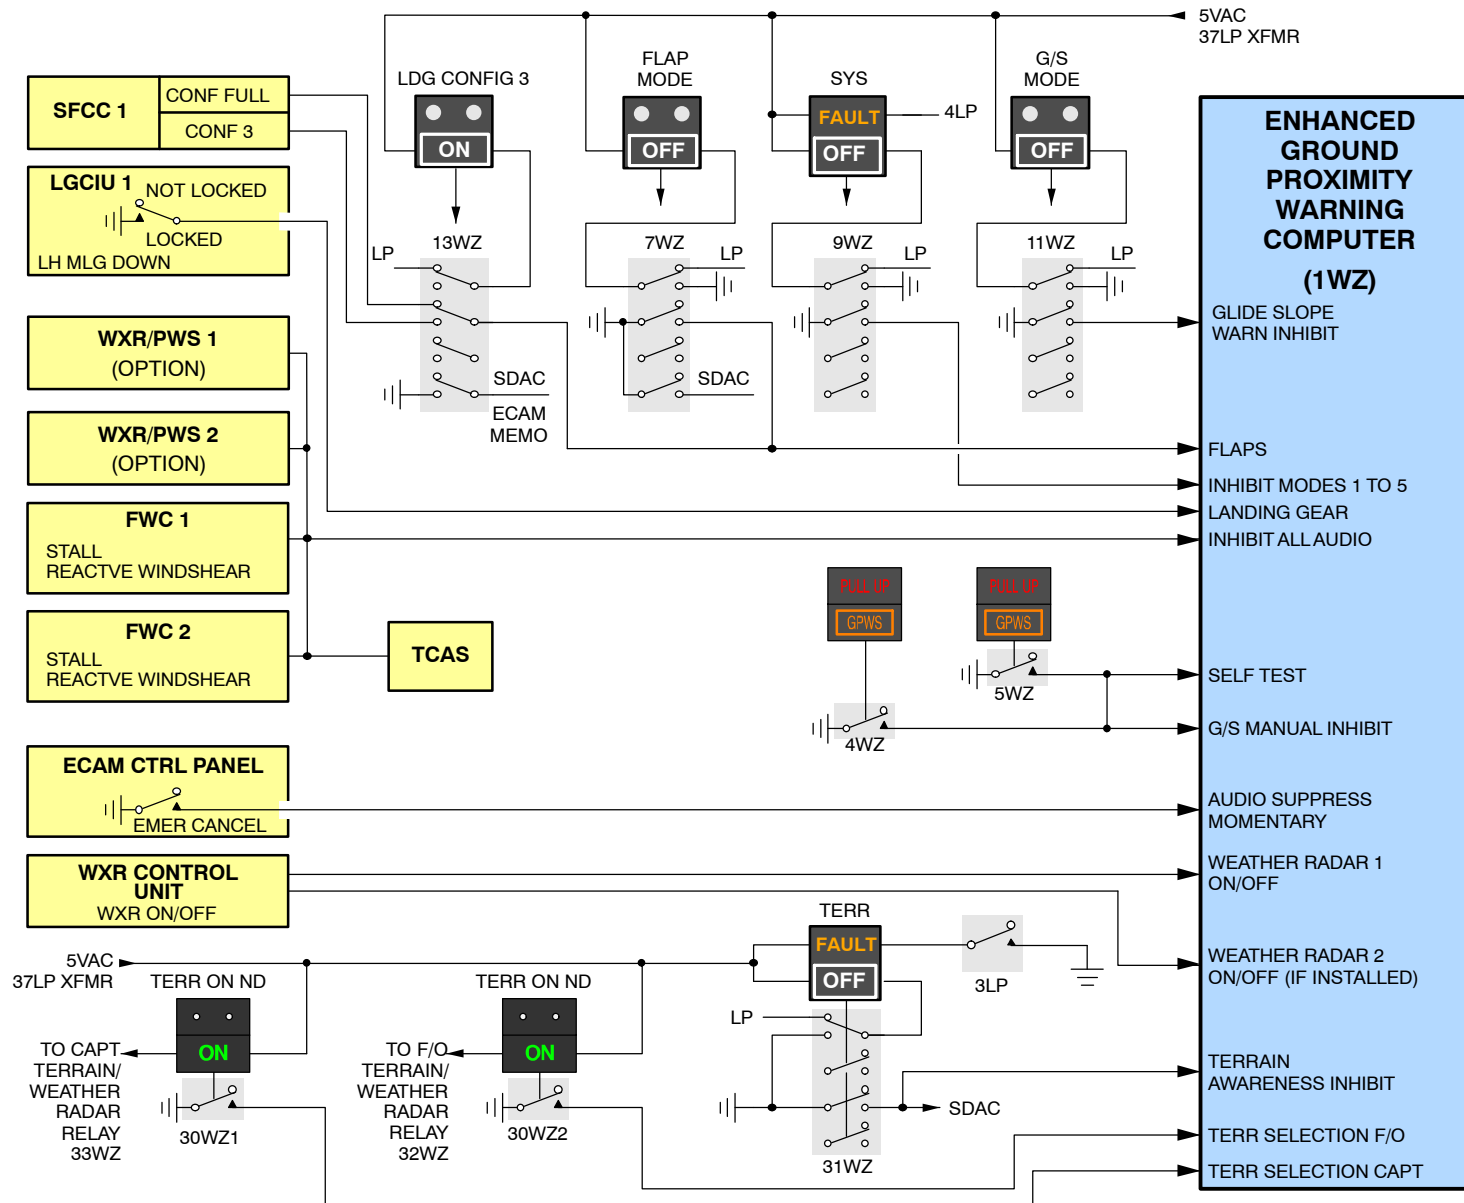 5VAC
37LP XFMR
LDG CONFIG 3
FLAP
MODE
SYS
G/S
MODE
SFCC 1
CONF FULL
CONF 3
ON
OFF
FAULT
OFF
4LP
OFF
ENHANCED
GROUND
PROXIMITY
WARNING
COMPUTER
(1WZ)
LGCIU 1
NOT LOCKED
LOCKED
LH MLG DOWN
13WZ
7WZ
9WZ
11WZ
LP
LP
LP
LP
GLIDE SLOPE
WARN INHIBIT
WXR/PWS 1
(OPTION)
SDAC
ECAM
MEMO
SDAC
WXR/PWS 2
(OPTION)
FLAPS
INHIBIT MODES 1 TO 5
LANDING GEAR
INHIBIT ALL AUDIO
FWC 1
STALL
REACTVE WINDSHEAR
FWC 2
STALL
REACTVE WINDSHEAR
TCAS
PULL UP
GPWS
PULL UP
GPWS
5WZ
4WZ
SELF TEST
G/S MANUAL INHIBIT
ECAM CTRL PANEL
EMER CANCEL
AUDIO SUPPRESS
MOMENTARY
WXR CONTROL
UNIT
WXR ON/OFF
WEATHER RADAR 1
ON/OFF
WEATHER RADAR 2
ON/OFF (IF INSTALLED)
5VAC
37LP XFMR
TERR ON ND
TERR ON ND
TERR
FAULT
OFF
3LP
LP
ON
ON
TO CAPT
TERRAIN/
WEATHER
RADAR
RELAY
33WZ
30WZ1
TO F/O
TERRAIN/
WEATHER
RADAR
RELAY
32WZ
30WZ2
SDAC
31WZ
TERRAIN
AWARENESS INHIBIT
TERR SELECTION F/O
TERR SELECTION CAPT